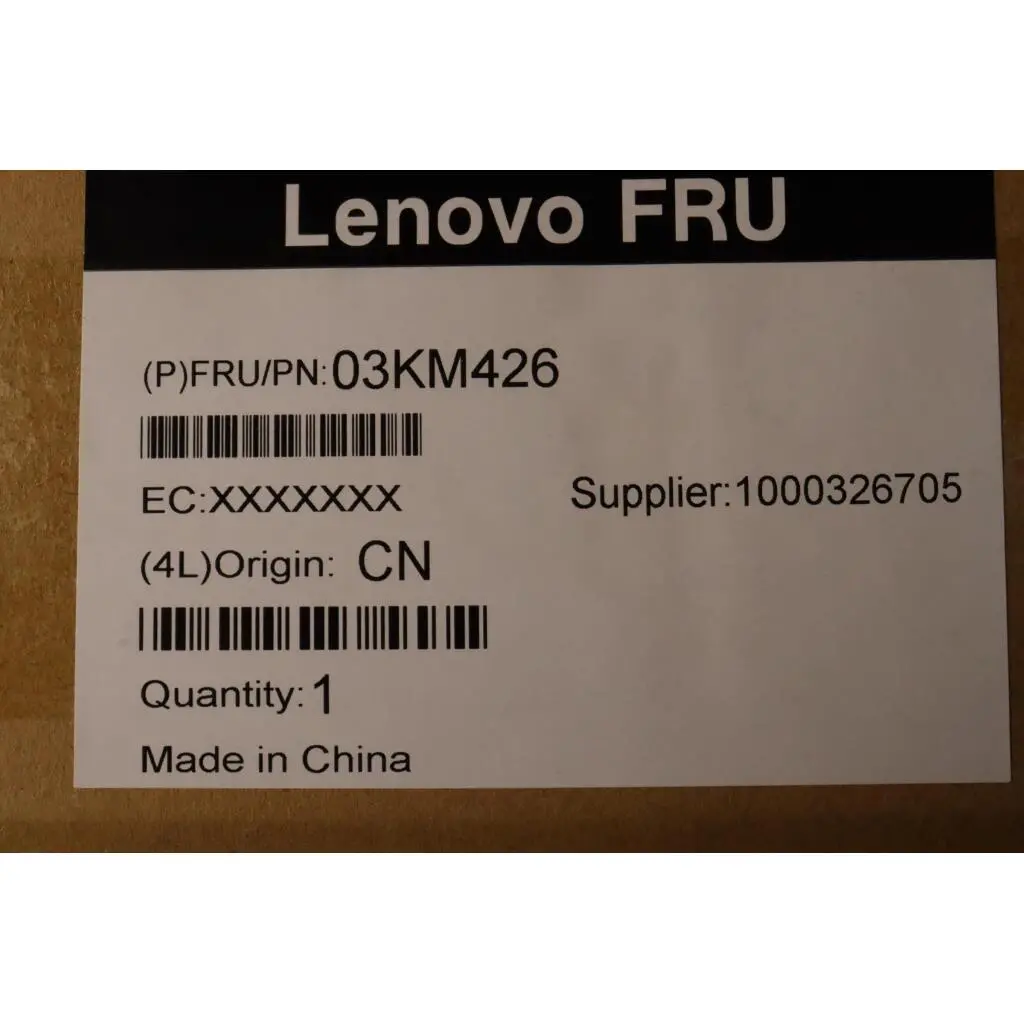 Lenovo FRU
(P)FRU/PN:03KM426
EC:XXXXXXX
Supplier:1000326705
(4L)Origin: CN
Quantity:1
Made in China